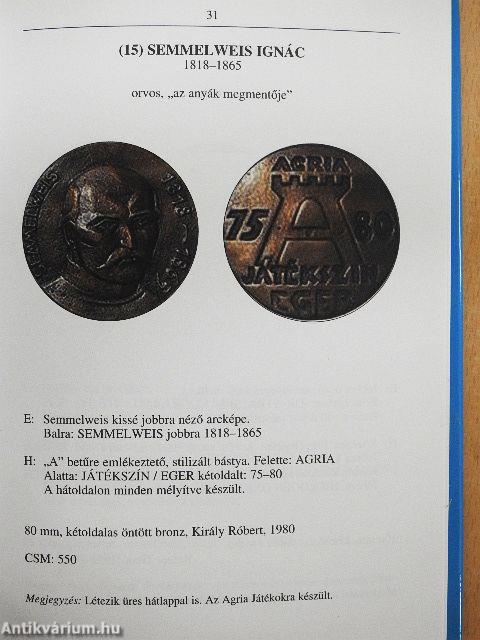 31
(15) SEMMELWEIS IGNÁC
1818–1865
orvos, „az anyák megmentője”
SEMMELWEIS
1818–1865
AGRIA
75 80
JÁTÉKSZÍN
EGER
E: Semmelweis kissé jobbra néző arcképe.
Balra: SEMMELWEIS jobbra 1818–1865
H: „A” betűre emlékeztető, stilizált bástya. Felette: AGRIA
Alatta: JÁTÉKSZÍN / EGER kétoldalt: 75–80
A hátoldalon minden mélyítve készült.
80 mm, kétoldalas öntött bronz, Király Róbert, 1980
CSM: 550
Megjegyzés: Létezik üres hátlappal is. Az Agria Játékokra készült.
Antikvárium.hu